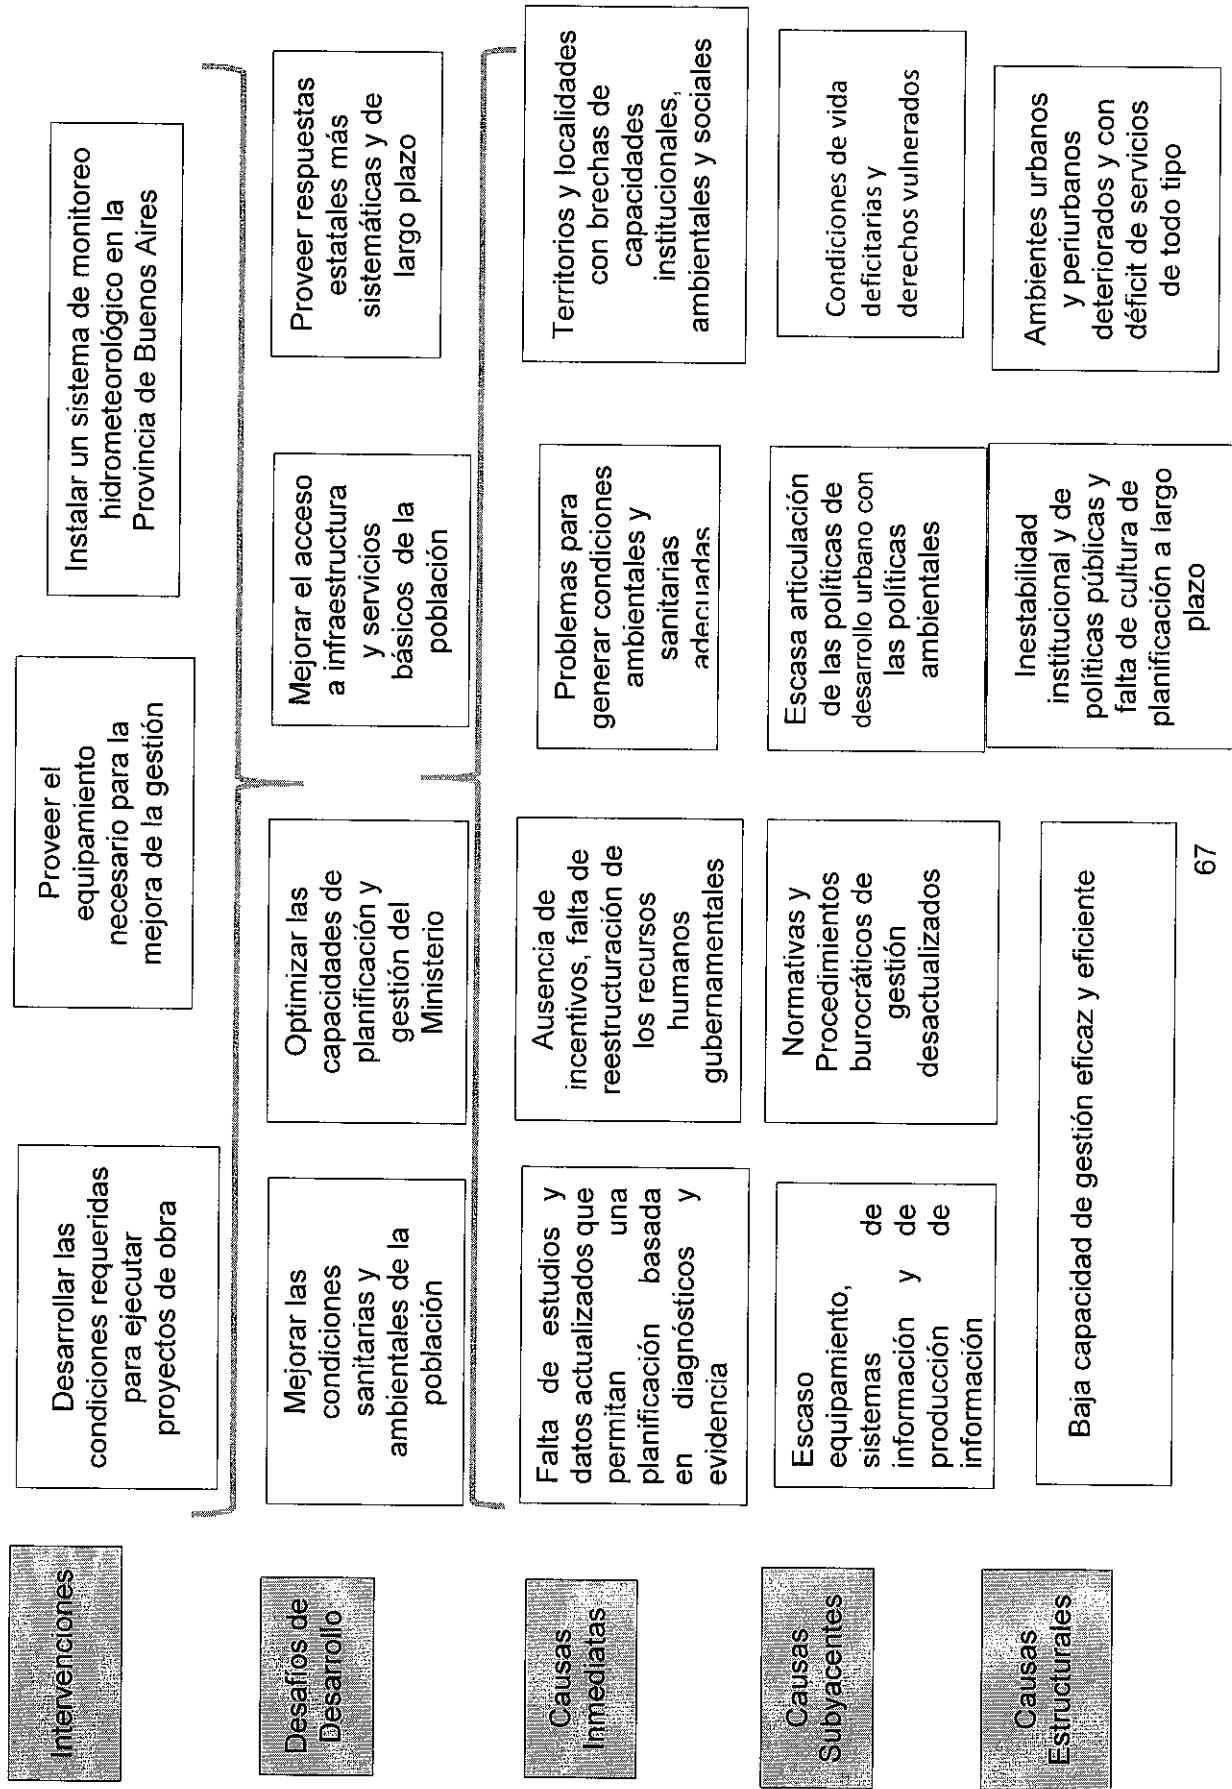 Intervenciones
Desarrollar las
condiciones requeridas
para ejecutar
proyectos de obra
Proveer el
equipamiento
necesario para la
mejora de la gestión
Instalar un sistema de monitoreo
hidrometeorológico en la
Provincia de Buenos Aires
Desafíos de
Desarrollo
Mejorar las
condiciones
sanitarias y
ambientales de la
población
Optimizar las
capacidades de
planificación y
gestión del
Ministerio
Mejorar el acceso
a infraestructura
y servicios
básicos de la
población
Proveer respuestas
estatales más
sistemáticas y de
largo plazo
Causas
Inmediatas
Falta de estudios y
datos actualizados que
permitan una
planificación basada
en diagnósticos y
evidencia
Ausencia de
incentivos, falta de
reestructuración de
los recursos
humanos
gubernamentales
Problemas para
generar condiciones
ambientales y
sanitarias
adecuadas
Territorios y localidades
con brechas de
capacidades
institucionales,
ambientales y sociales
Causas
Subyacentes
Escaso
equipamiento,
sistemas de
información y de
producción de
información
Normativas y
Procedimientos
burocráticos de
gestión
desactualizados
Escasa articulación
de las políticas de
desarrollo urbano con
las políticas
ambientales
Condiciones de vida
deficitarias y
derechos vulnerados
Causas
Estructurales
Baja capacidad de gestión eficaz y eficiente
Inestabilidad
institucional y de
políticas públicas y
falta de cultura de
planificación a largo
plazo
Ambientes urbanos
y periurbanos
deteriorados y con
déficit de servicios
de todo tipo
67